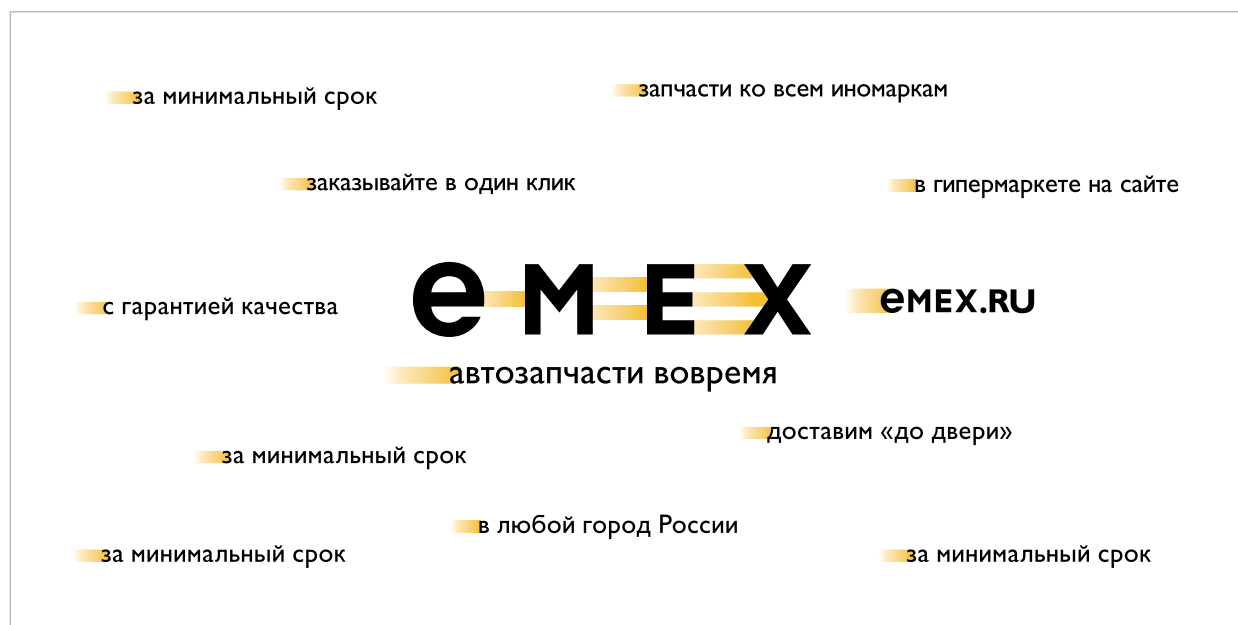 за минимальный срок
запчасти ко всем иномаркам
заказывайте в один клик
в гипермаркете на сайте
с гарантией качества
eMEX
eMEX.RU
автозапчасти вовремя
доставим «до двери»
за минимальный срок
в любой город России
за минимальный срок
за минимальный срок